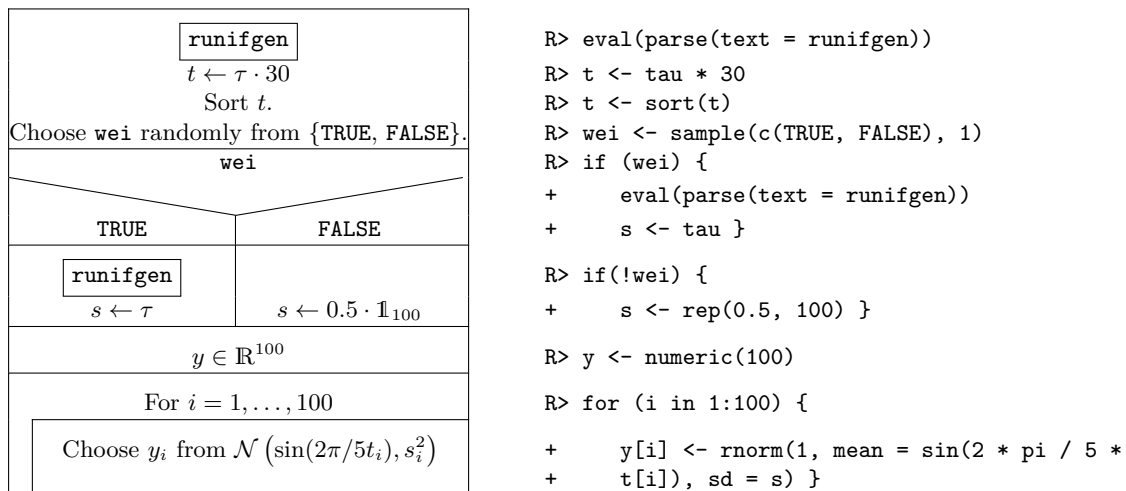 runifgen
t ← τ · 30
Sort t.
Choose wei randomly from {TRUE, FALSE}.
wei
TRUE FALSE
runifgen
s ← τ s ← 0.5 · 𝟙₁₀₀
y ∈ ℝ¹⁰⁰
For i = 1, . . . , 100
Choose yᵢ from 𝒩 (sin(2π/5tᵢ), sᵢ²)
R> eval(parse(text = runifgen))
R> t <- tau * 30
R> t <- sort(t)
R> wei <- sample(c(TRUE, FALSE), 1)
R> if (wei) {
+     eval(parse(text = runifgen))
+     s <- tau }
R> if(!wei) {
+     s <- rep(0.5, 100) }
R> y <- numeric(100)
R> for (i in 1:100) {
+     y[i] <- rnorm(1, mean = sin(2 * pi / 5 *
+     t[i]), sd = s) }